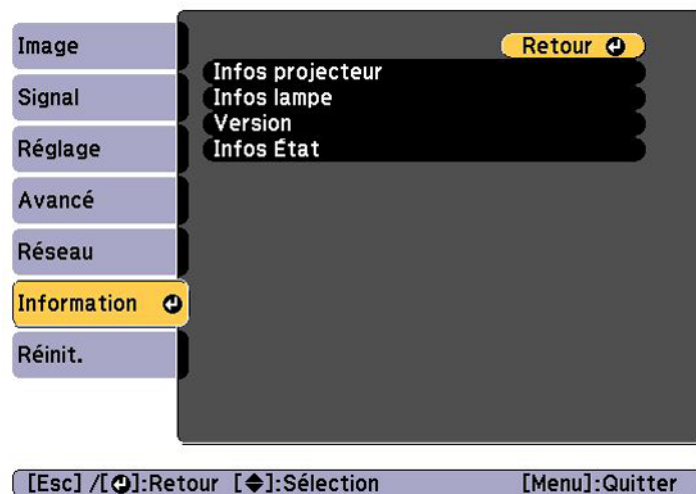 Image
Signal
Réglage
Avancé
Réseau
Information
Réinit.
Retour
Infos projecteur
Infos lampe
Version
Infos État
[Esc] /[⏎]:Retour [◆]:Sélection [Menu]:Quitter